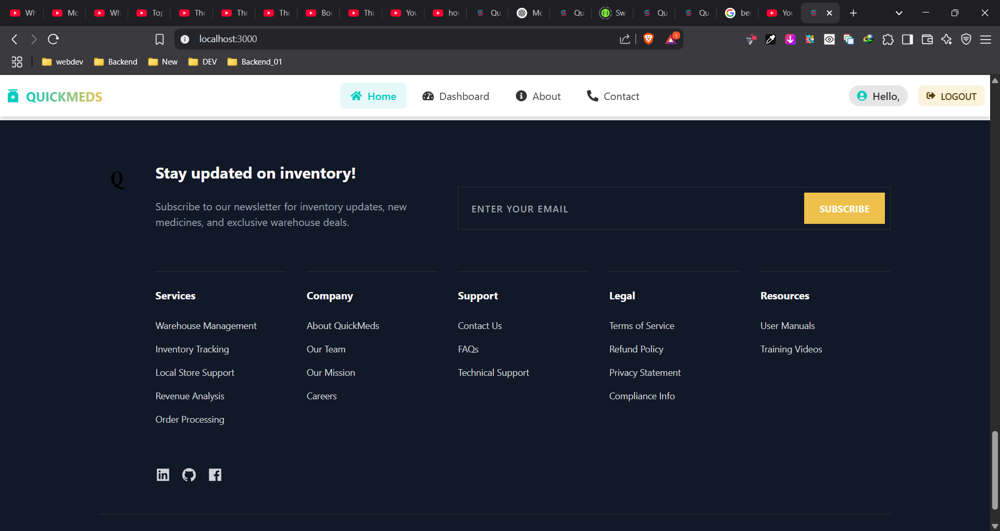 Wh
Mo
Wh
Top
The
The
The
Boo
Thi
You
ho
Qu
Mo
Qu
Sw
Qu
Qu
be
You
localhost:3000
1
webdev
Backend
New
DEV
Backend_01
QUICKMEDS
Home
Dashboard
About
Contact
Hello,
LOGOUT
Q
Stay updated on inventory!
Subscribe to our newsletter for inventory updates, new
medicines, and exclusive warehouse deals.
ENTER YOUR EMAIL
SUBSCRIBE
Services
Warehouse Management
Inventory Tracking
Local Store Support
Revenue Analysis
Order Processing
Company
About QuickMeds
Our Team
Our Mission
Careers
Support
Contact Us
FAQs
Technical Support
Legal
Terms of Service
Refund Policy
Privacy Statement
Compliance Info
Resources
User Manuals
Training Videos